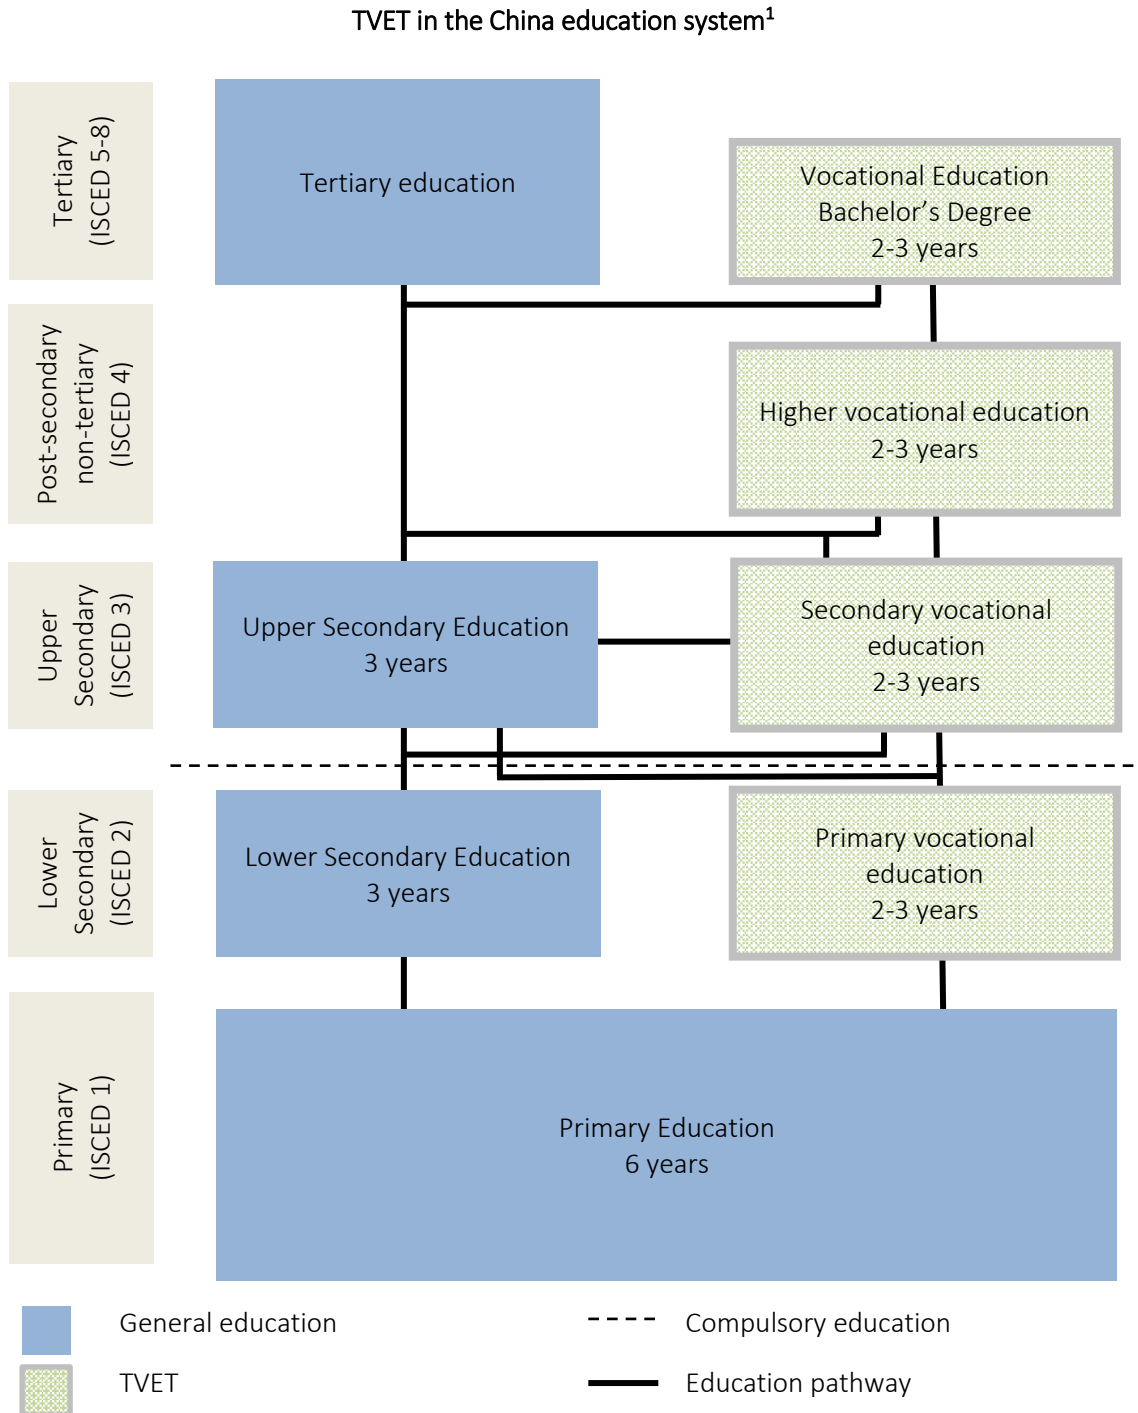 TVET in the China education system¹
Tertiary
(ISCED 5-8)
Tertiary education
Vocational Education
Bachelor’s Degree
2-3 years
Post-secondary
non-tertiary
(ISCED 4)
Higher vocational education
2-3 years
Upper
Secondary
(ISCED 3)
Upper Secondary Education
3 years
Secondary vocational
education
2-3 years
Lower
Secondary
(ISCED 2)
Lower Secondary Education
3 years
Primary vocational
education
2-3 years
Primary
(ISCED 1)
Primary Education
6 years
General education
Compulsory education
TVET
Education pathway